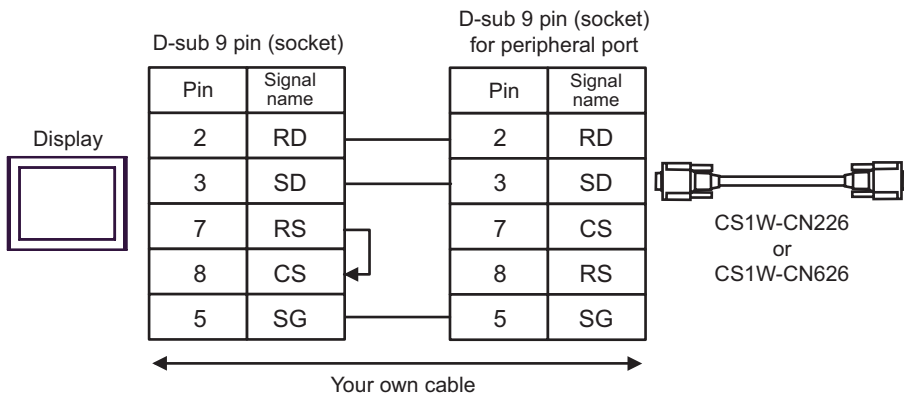 D-sub 9 pin (socket)
D-sub 9 pin (socket)
for peripheral port
Pin Signal name Pin Signal name
Display
2 RD 2 RD
3 SD 3 SD
7 RS 7 CS
8 CS 8 RS
5 SG 5 SG
CS1W-CN226
or
CS1W-CN626
Your own cable